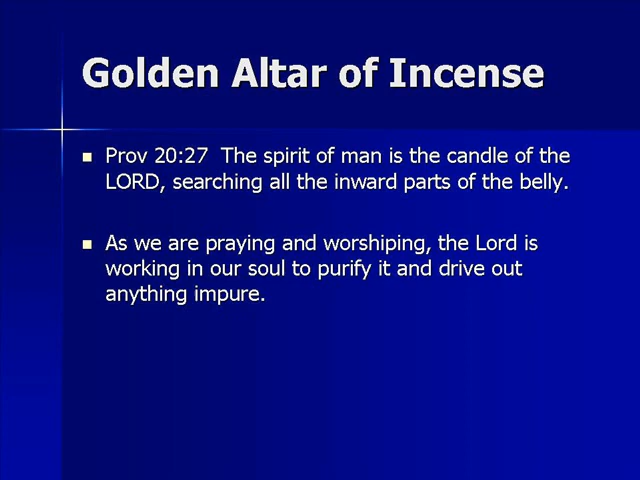 Golden Altar of Incense
Prov 20:27  The spirit of man is the candle of the
LORD, searching all the inward parts of the belly.
As we are praying and worshiping, the Lord is
working in our soul to purify it and drive out
anything impure.